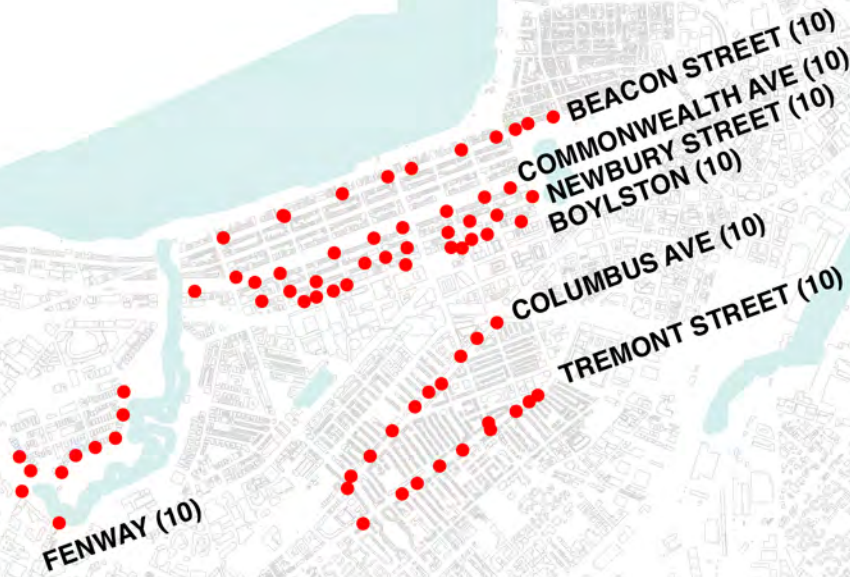 BEACON STREET (10)
COMMONWEALTH AVE (10)
NEWBURY STREET (10)
BOYLSTON (10)
COLUMBUS AVE (10)
TREMONT STREET (10)
FENWAY (10)